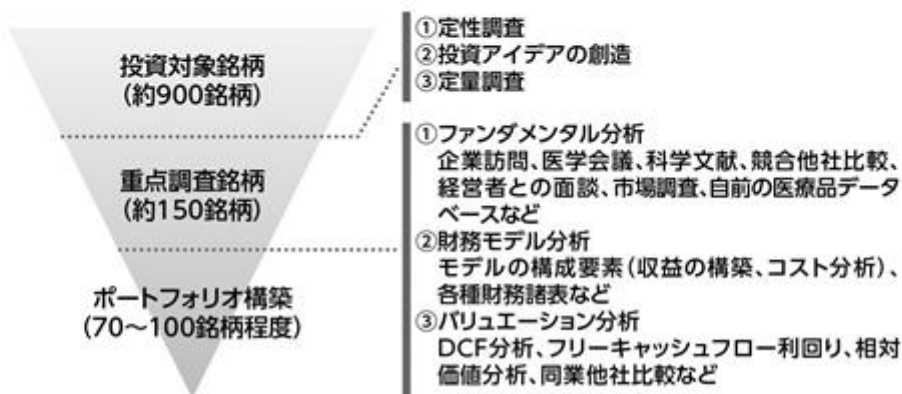 投資対象銘柄
(約900銘柄)
重点調査銘柄
(約150銘柄)
ポートフォリオ構築
(70～100銘柄程度)
①定性調査
②投資アイデアの創造
③定量調査
①ファンダメンタル分析
企業訪問、医学会議、科学文献、競合他社比較、
経営者との面談、市場調査、自前の医療品データ
ベースなど
②財務モデル分析
モデルの構成要素(収益の構築、コスト分析)、
各種財務諸表など
③バリュエーション分析
DCF分析、フリーキャッシュフロー利回り、相対
価値分析、同業他社比較など